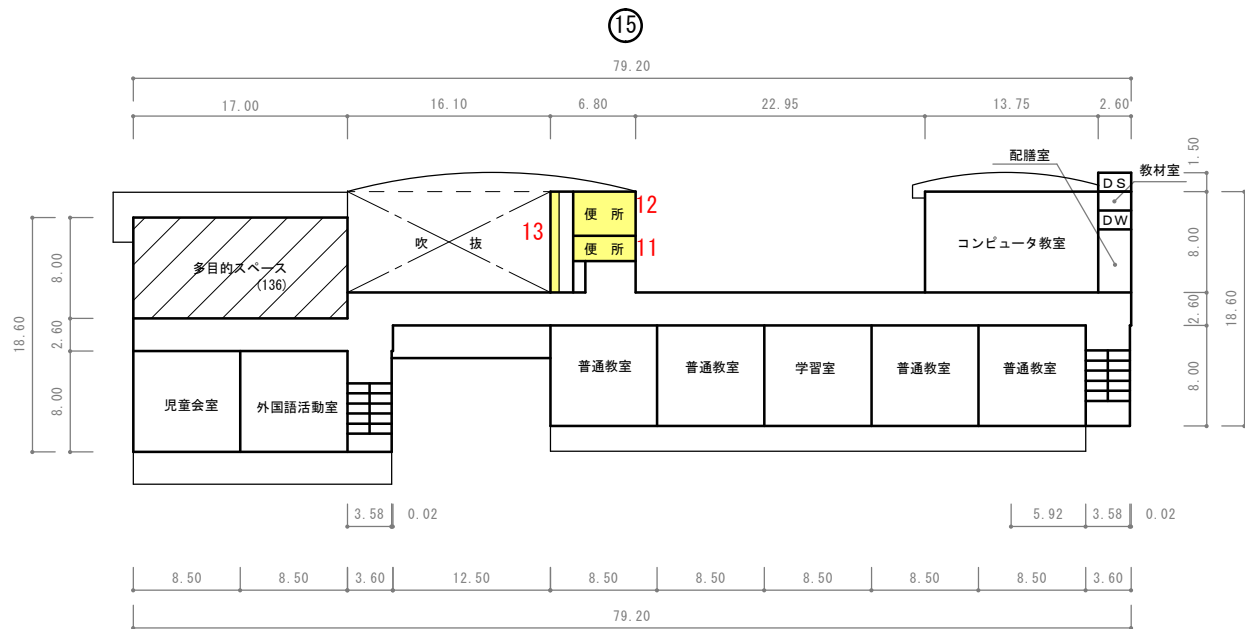 ⑮
79.20
17.00 16.10 6.80 22.95 13.75 2.60
1.50
配膳室
教材室
DS
便 所 12
DW
13
吹 抜
便 所 11
コンピュータ教室
8.00
8.00
多目的スペース
(136)
18.60
2.60
2.60
18.60
普通教室 普通教室 学習室 普通教室 普通教室
8.00
8.00
児童会室 外国語活動室
3.58 0.02 5.92 3.58 0.02
8.50 8.50 3.60 12.50 8.50 8.50 8.50 8.50 8.50 3.60
79.20